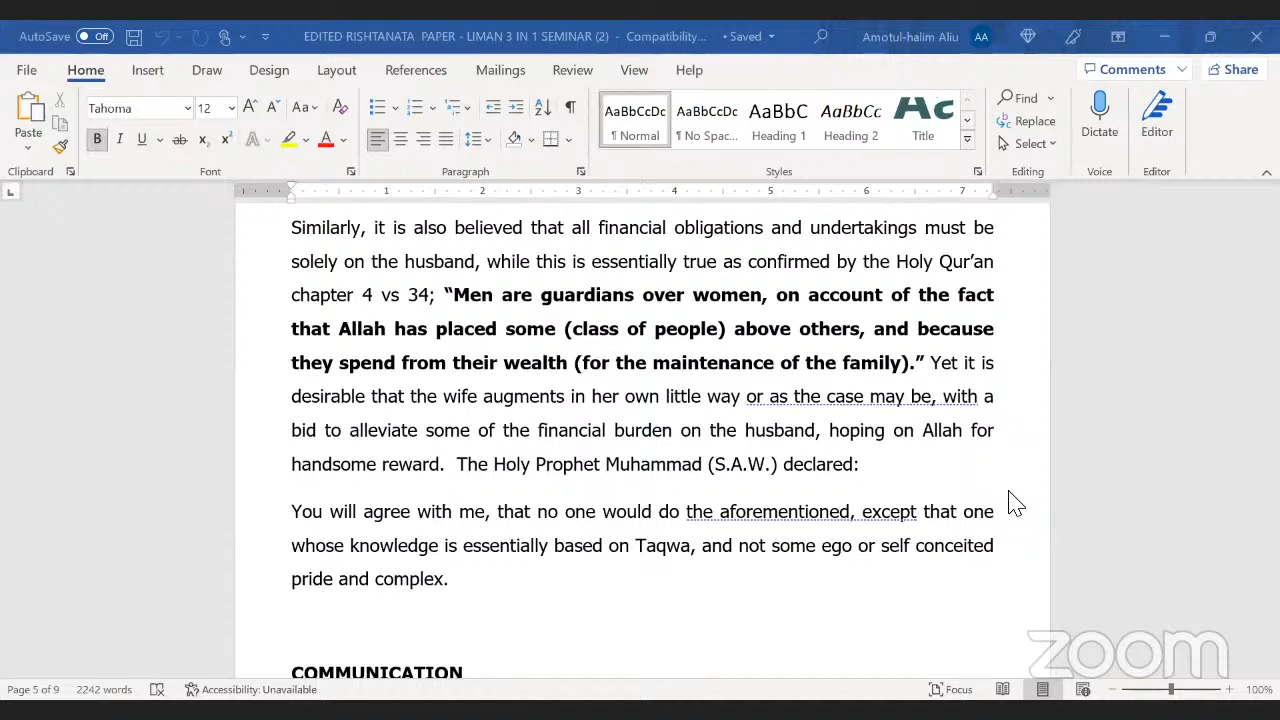 AutoSave Off EDITED RISHTANATA PAPER - LIMAN 3 IN 1 SEMINAR (2) - Compatibility... • Saved Amotul-halim Aliu AA
File Home Insert Draw Design Layout References Mailings Review View Help Comments Share
Paste Tahoma 12 Aa AaBbCcDc AaBbCcDc AaBbC AaBbCc Ac Find Dictate Editor
¶ Normal ¶ No Spac... Heading 1 Heading 2 Title Replace
B I U ab x₂ x² A A Select
Clipboard Font Paragraph Styles Editing Voice Editor
1 2 3 4 5 6 7
Similarly, it is also believed that all financial obligations and undertakings must be
solely on the husband, while this is essentially true as confirmed by the Holy Qur’an
chapter 4 vs 34; “Men are guardians over women, on account of the fact
that Allah has placed some (class of people) above others, and because
they spend from their wealth (for the maintenance of the family).” Yet it is
desirable that the wife augments in her own little way or as the case may be, with a
bid to alleviate some of the financial burden on the husband, hoping on Allah for
handsome reward. The Holy Prophet Muhammad (S.A.W.) declared:
You will agree with me, that no one would do the aforementioned, except that one
whose knowledge is essentially based on Taqwa, and not some ego or self conceited
pride and complex.
COMMUNICATION
zoom
Page 5 of 9 2242 words Accessibility: Unavailable Focus 100%